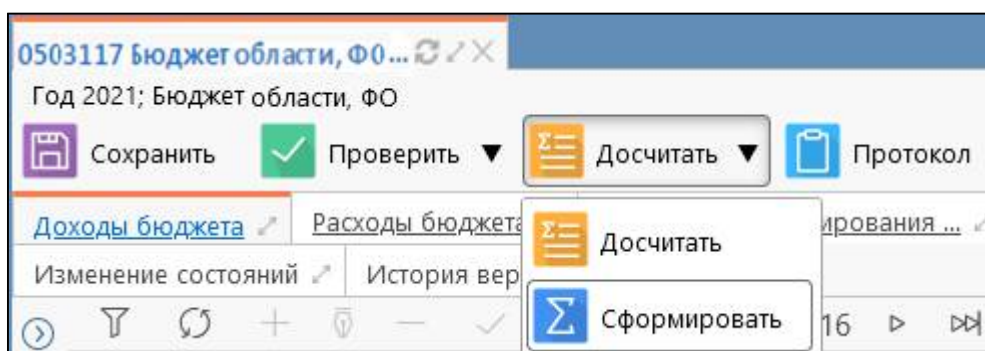 0503117 Бюджет области, ФО...
Год 2021; Бюджет области, ФО
Сохранить Проверить ▼ Досчитать ▼ Протокол
Доходы бюджета Расходы бюджета ...
Досчитать
Изменение состояний История вер
Сформировать 16